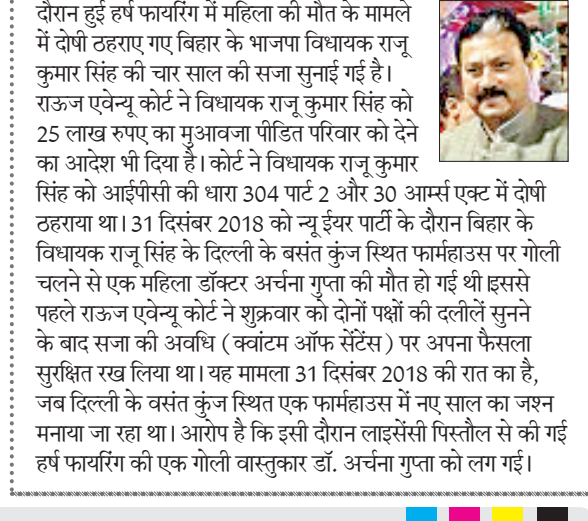 दौरान हुई हर्ष फायरिंग में महिला की मौत के मामले
में दोषी ठहराए गए बिहार के भाजपा विधायक राजू
कुमार सिंह की चार साल की सजा सुनाई गई है।
राऊज एवेन्यू कोर्ट ने विधायक राजू कुमार सिंह को
25 लाख रुपए का मुआवजा पीडित परिवार को देने
का आदेश भी दिया है। कोर्ट ने विधायक राजू कुमार
सिंह को आईपीसी की धारा 304 पार्ट 2 और 30 आर्म्स एक्ट में दोषी
ठहराया था। 31 दिसंबर 2018 को न्यू ईयर पार्टी के दौरान बिहार के
विधायक राजू सिंह के दिल्ली के बसंत कुंज स्थित फार्महाउस पर गोली
चलने से एक महिला डॉक्टर अर्चना गुप्ता की मौत हो गई थी।इससे
पहले राऊज एवेन्यू कोर्ट ने शुक्रवार को दोनों पक्षों की दलीलें सुनने
के बाद सजा की अवधि ( क्वांटम ऑफ सेंटेंस ) पर अपना फैसला
सुरक्षित रख लिया था। यह मामला 31 दिसंबर 2018 की रात का है,
जब दिल्ली के वसंत कुंज स्थित एक फार्महाउस में नए साल का जश्न
मनाया जा रहा था। आरोप है कि इसी दौरान लाइसेंसी पिस्तौल से की गई
हर्ष फायरिंग की एक गोली वास्तुकार डॉ. अर्चना गुप्ता को लग गई।